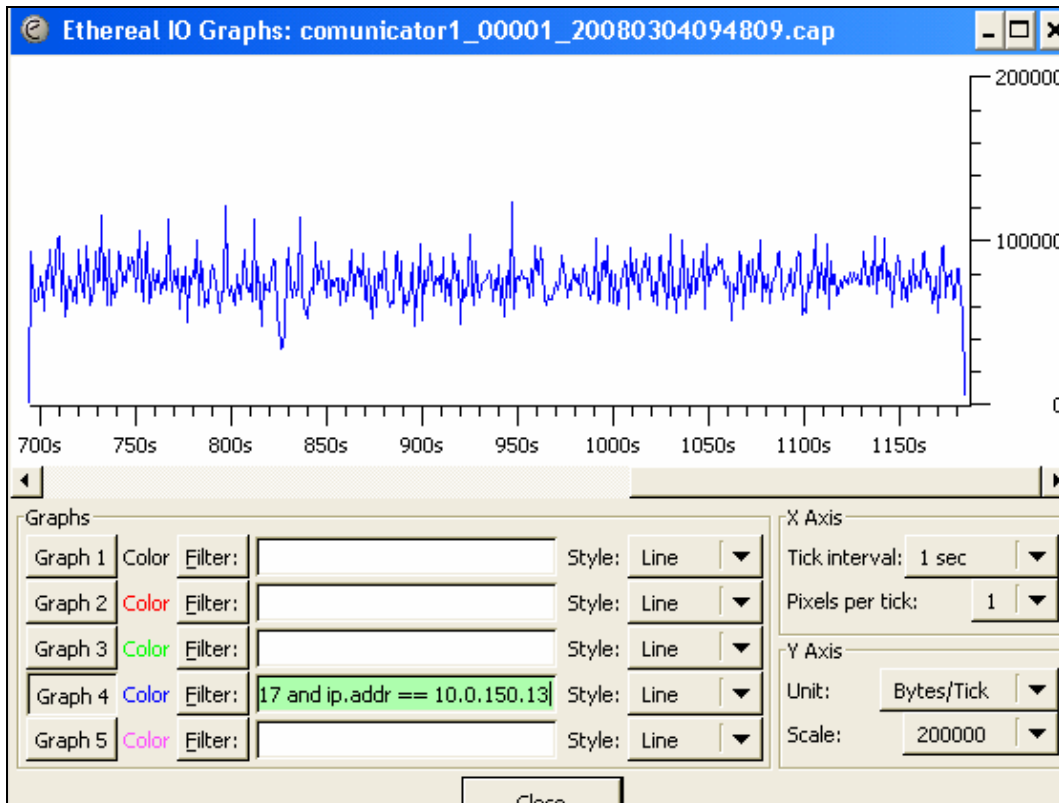 Ethereal IO Graphs: comunicator1_00001_20080304094809.cap
200000
100000
0
700s 750s 800s 850s 900s 950s 1000s 1050s 1100s 1150s
Graphs
Graph 1 Color Filter: Style: Line
Graph 2 Color Filter: Style: Line
Graph 3 Color Filter: Style: Line
Graph 4 Color Filter: 17 and ip.addr == 10.0.150.13 Style: Line
Graph 5 Color Filter: Style: Line
X Axis
Tick interval: 1 sec
Pixels per tick: 1
Y Axis
Unit: Bytes/Tick
Scale: 200000
Close